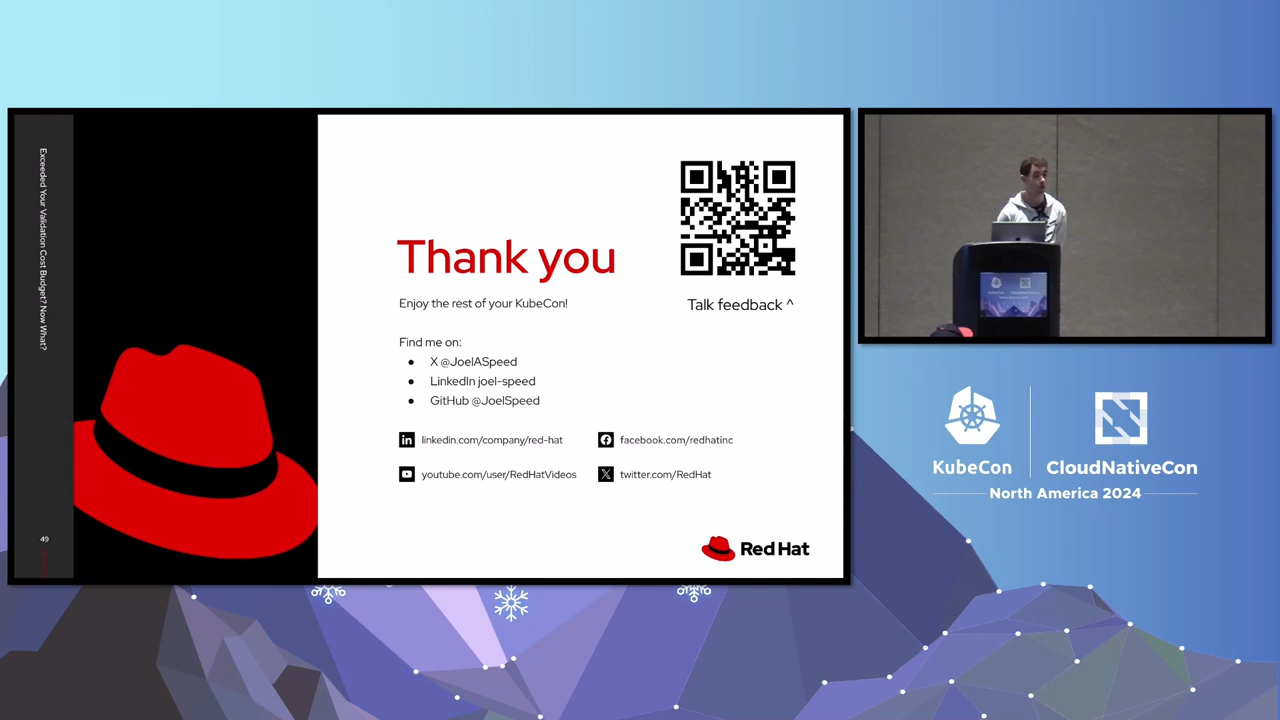 Exceeded Your Validation Cost Budget? Now What?
49
Thank you
Enjoy the rest of your KubeCon!
Find me on:
● X @JoelASpeed
● LinkedIn joel-speed
● GitHub @JoelSpeed
linkedin.com/company/red-hat
facebook.com/redhatinc
youtube.com/user/RedHatVideos
twitter.com/RedHat
Talk feedback ^
Red Hat
KubeCon
CloudNativeCon
North America 2024